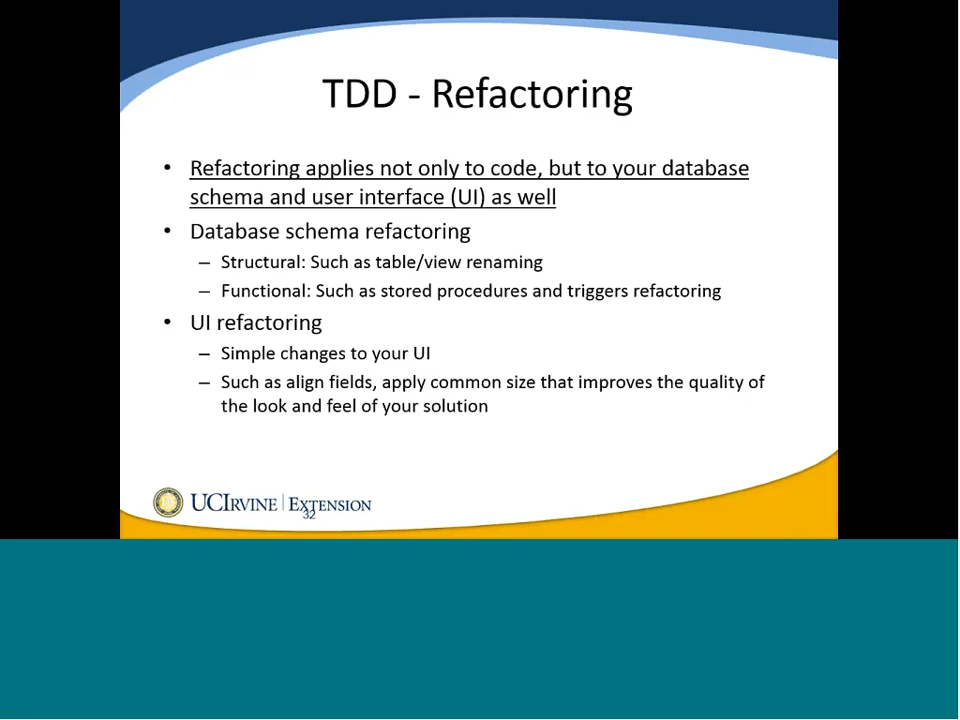 TDD - Refactoring
• Refactoring applies not only to code, but to your database
schema and user interface (UI) as well
• Database schema refactoring
– Structural: Such as table/view renaming
– Functional: Such as stored procedures and triggers refactoring
• UI refactoring
– Simple changes to your UI
– Such as align fields, apply common size that improves the quality of
the look and feel of your solution
UCIRVINE | EXTENSION
32